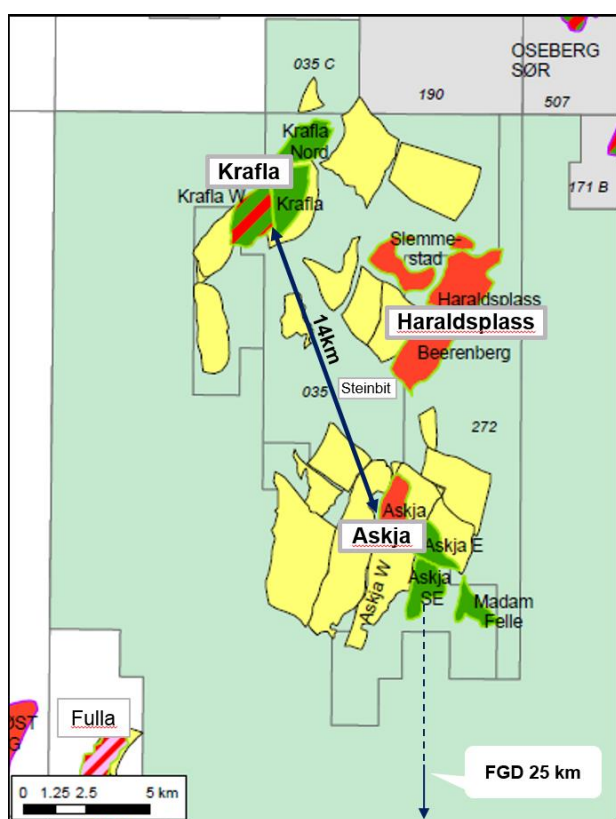 OSEBERG
SØR
035 C
190
507
Krafla
Nord
Krafla
171 B
Krafla W
Krafla
Slemme-
stad
Haraldsplass
Haraldsplass
14km
Beerenberg
Steinbit
035
272
Askja
Askja
Askja E
Askja W
Askja
SE
Madam
Felle
Fulla
ØST
G
FGD 25 km
0 1.25 2.5 5 km